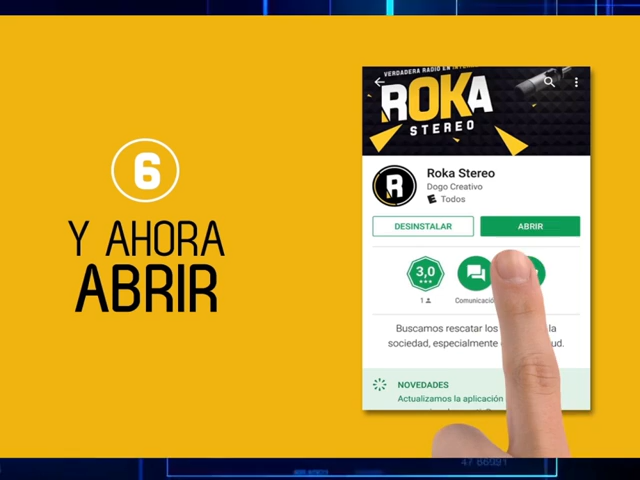 6
Y AHORA
ABRIR
VERDADERA RADIO EN
ROKA
STEREO
Roka Stereo
Dogo Creativo
E Todos
DESINSTALAR
ABRIR
3,0
1
Buscamos rescatar los la
sociedad, especialmente
NOVEDADES
Actualizamos la aplicación
R